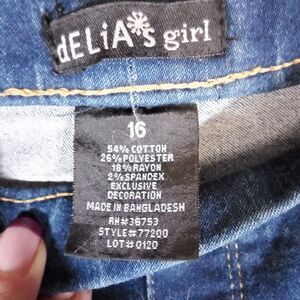 dELiA*s girl
16
54% COTTON
26% POLYESTER
18% RAYON
2% SPANDEX
EXCLUSIVE
DECORATION
MADE IN BANGLADESH
RN#36753
STYLE#77200
LOT#0120